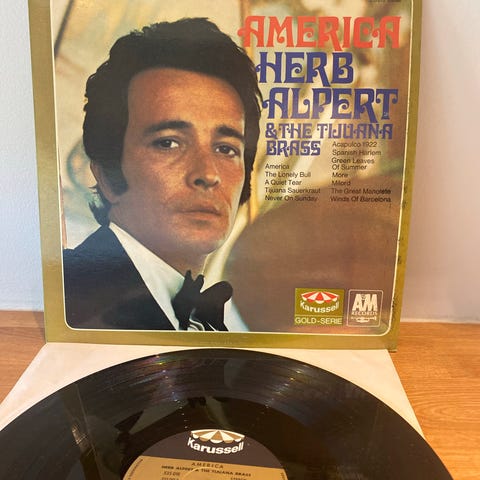 AMERICA
HERB
ALPERT
& THE TIJUANA
BRASS
America
The Lonely Bull
A Quiet Tear
Tijuana Sauerkraut
Never On Sunday
Acapulco 1922
Spanish Harlem
Green Leaves
Of Summer
More
Milord
The Great Manolete
Winds Of Barcelona
Karussell
GOLD-SERIE
A&M
RECORDS
Karussell
AMERICA
HERB ALPERT & THE TIJUANA BRASS
STEREO